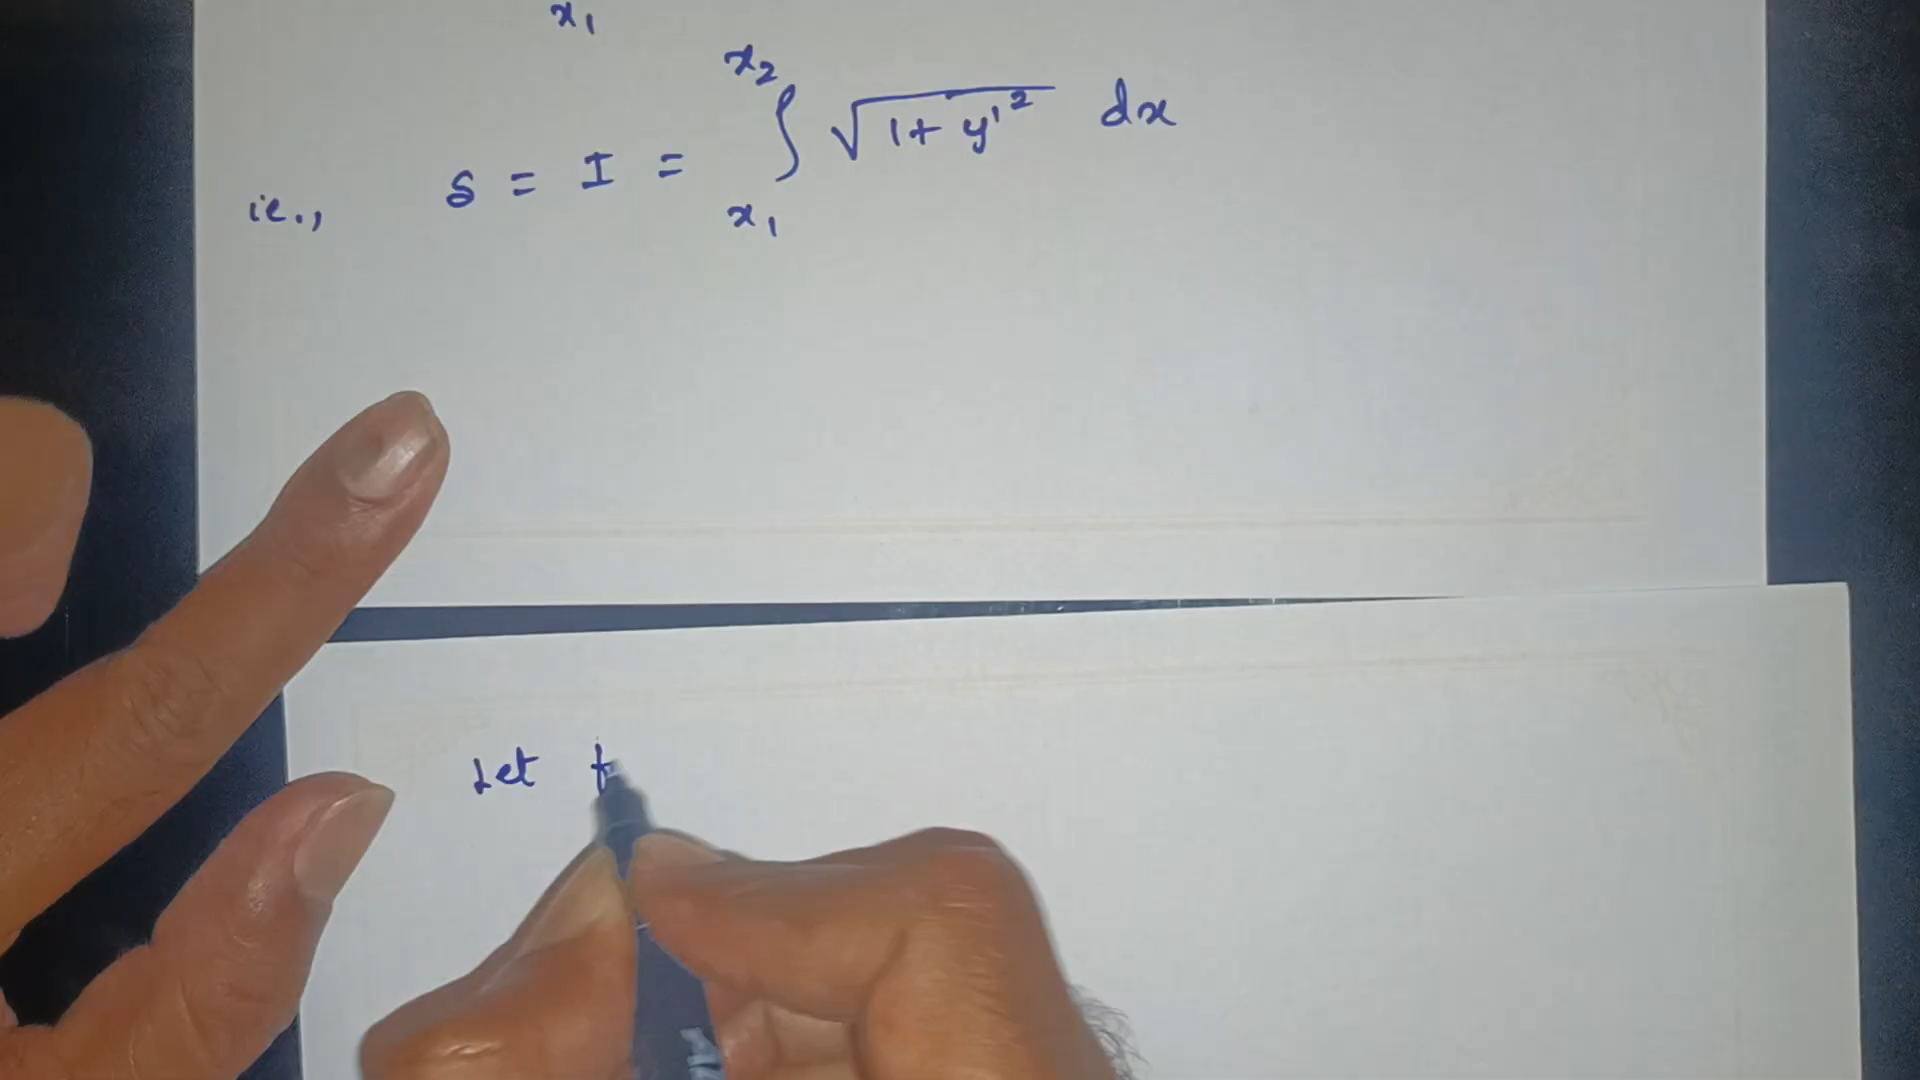 x₁
ie., s = I = ∫_{x₁}^{x₂} √(1 + y'²) dx
Let f